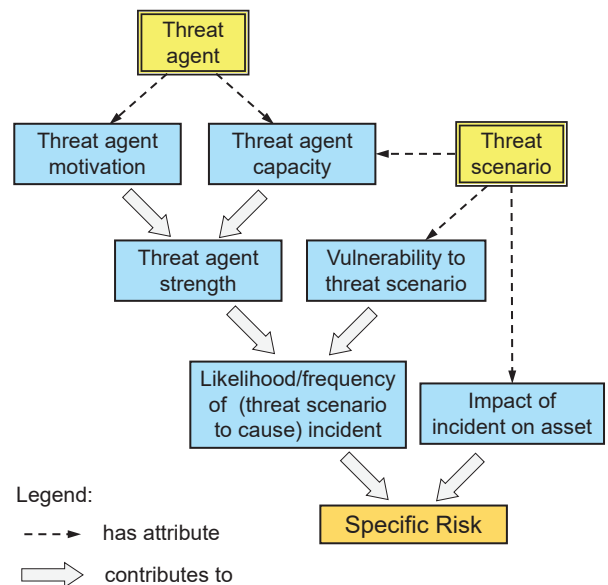 Threat
agent
Threat agent
motivation
Threat agent
capacity
Threat
scenario
Threat agent
strength
Vulnerability to
threat scenario
Likelihood/frequency
of (threat scenario
to cause) incident
Impact of
incident on asset
Specific Risk
Legend:
has attribute
contributes to